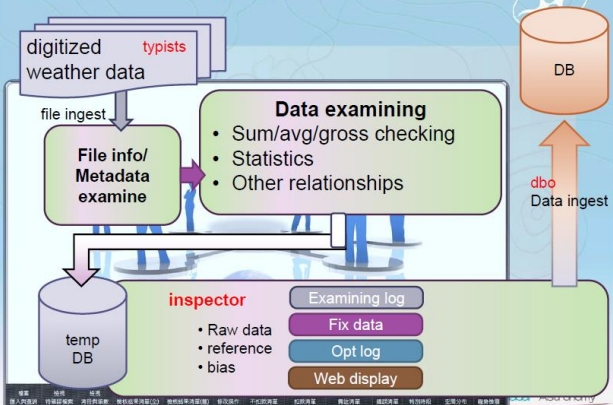 digitized typists
weather data
DB
file ingest
File info/
Metadata
examine
Data examining
• Sum/avg/gross checking
• Statistics
• Other relationships
dbo
Data ingest
temp
DB
inspector
• Raw data
• reference
• bias
Examining log
Fix data
Opt log
Web display